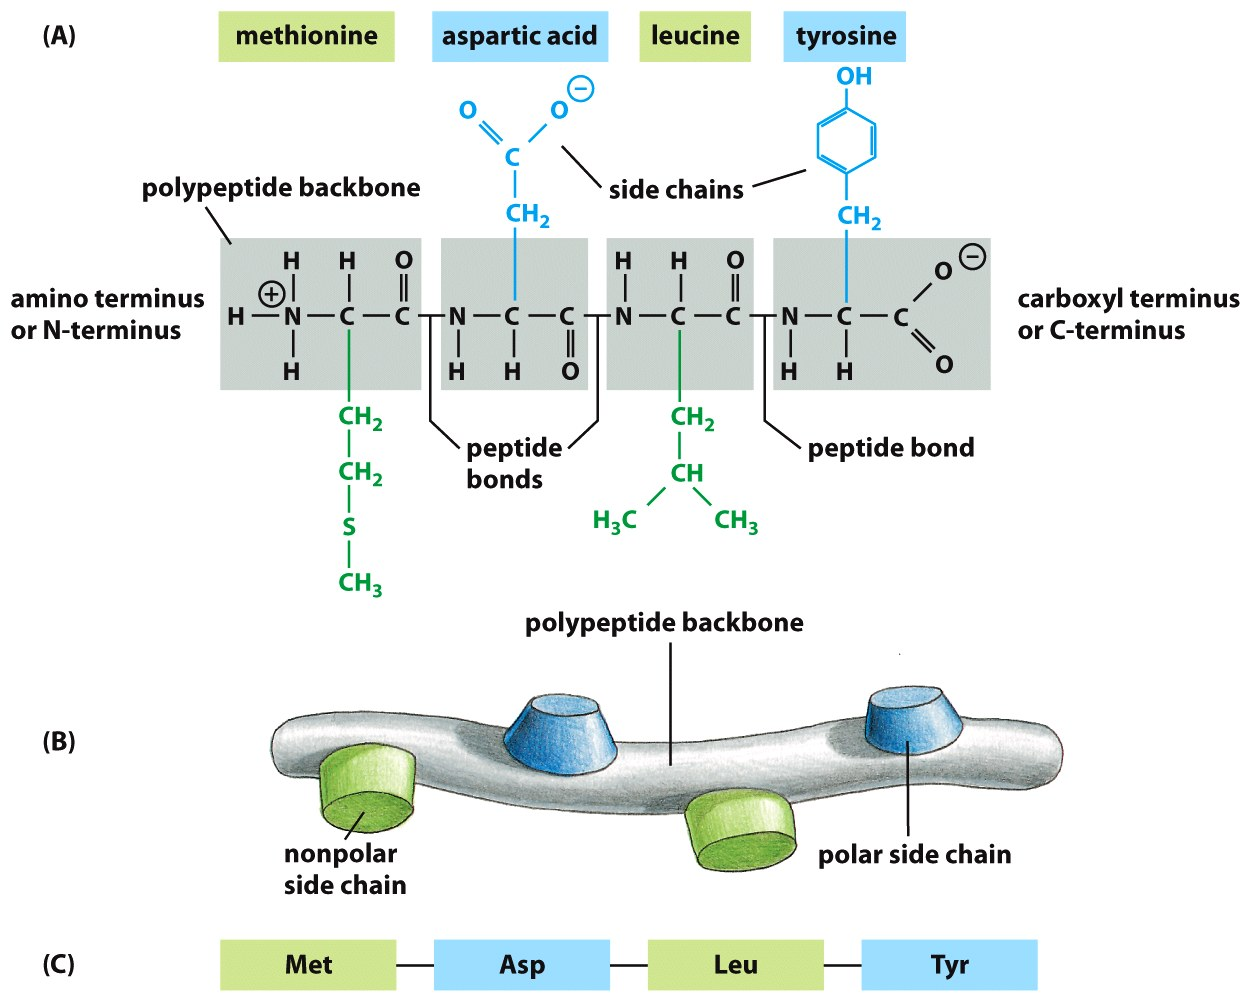 (A) methionine aspartic acid leucine tyrosine
OH
O O −
C
polypeptide backbone
side chains
CH2 CH2
H H O H H O O −
amino terminus
or N-terminus
+
H N C C N C C N C C N C C
carboxyl terminus
or C-terminus
H H H O H H O
CH2 CH2
peptide
bonds
peptide bond
CH2 CH
S H3C CH3
CH3
polypeptide backbone
(B)
nonpolar
side chain
polar side chain
(C) Met Asp Leu Tyr